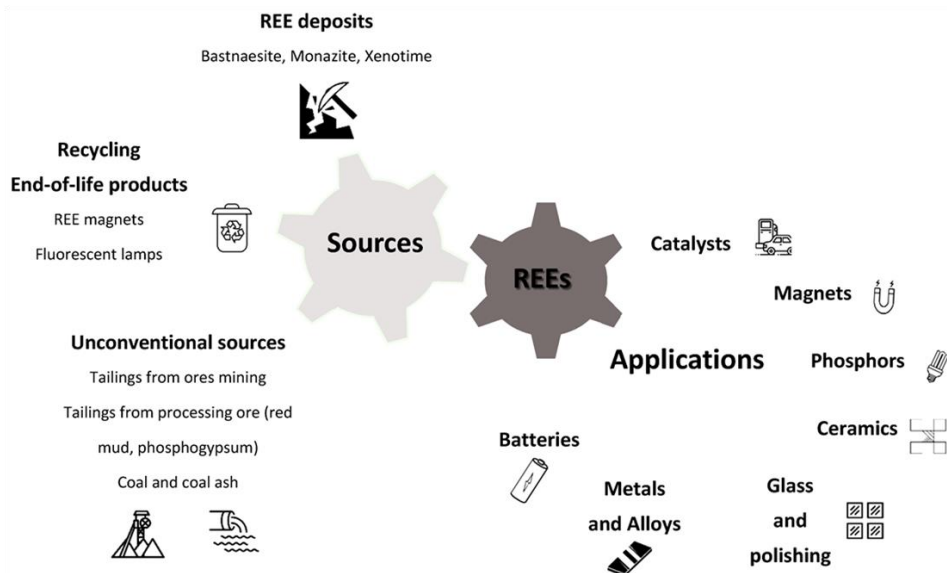 REE deposits
Bastnaesite, Monazite, Xenotime
Recycling
End-of-life products
REE magnets
Fluorescent lamps
Sources
REEs
Unconventional sources
Tailings from ores mining
Tailings from processing ore (red
mud, phosphogypsum)
Coal and coal ash
Catalysts
Magnets
Applications
Phosphors
Ceramics
Batteries
Metals
and Alloys
Glass
and
polishing